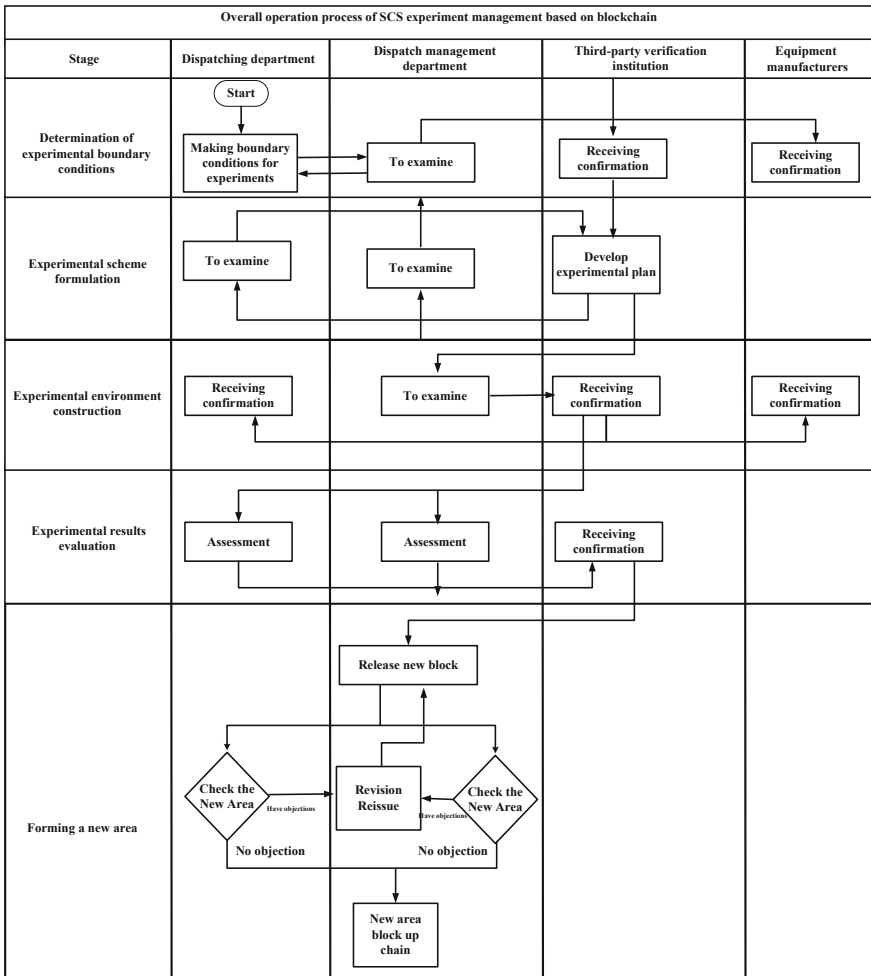 Overall operation process of SCS experiment management based on blockchain
Stage
Dispatching department
Dispatch management
department
Third-party verification
institution
Equipment
manufacturers
Start
Determination of
experimental boundary
conditions
Making boundary
conditions for
experiments
To examine
Receiving
confirmation
Receiving
confirmation
Experimental scheme
formulation
To examine
To examine
Develop
experimental plan
Experimental environment
construction
Receiving
confirmation
To examine
Receiving
confirmation
Receiving
confirmation
Experimental results
evaluation
Assessment
Assessment
Receiving
confirmation
Release new block
Forming a new area
Check the
New Area
Have objections
Revision
Reissue
Have objections
Check the
New Area
No objection
No objection
New area
block up
chain